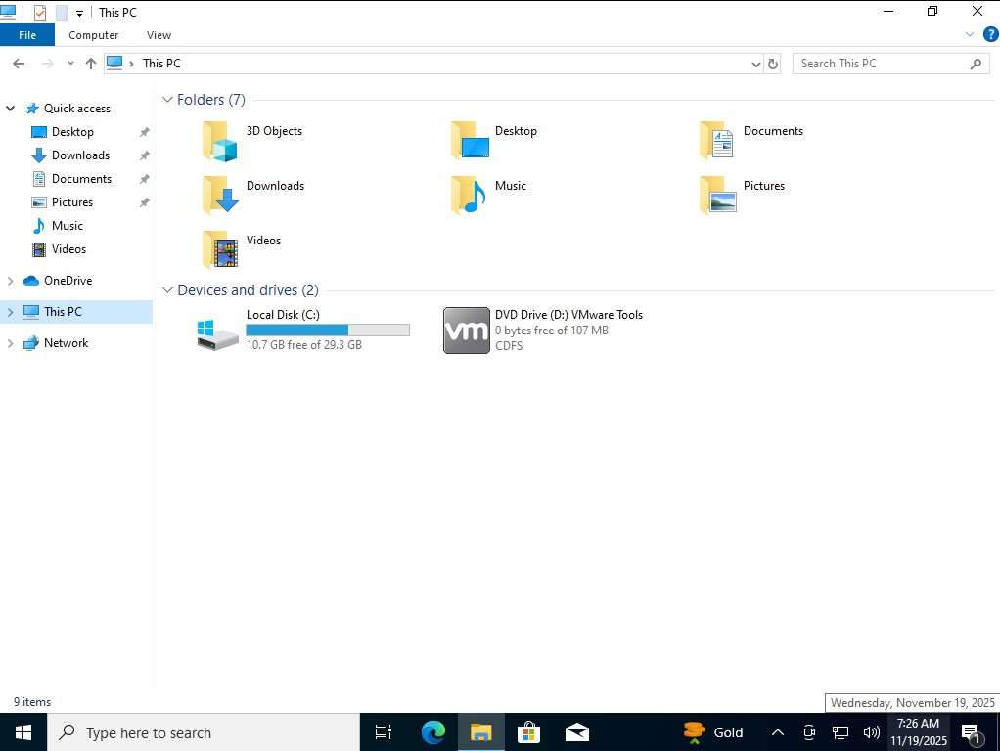 This PC
File Computer View
This PC
Search This PC
Quick access
Desktop
Downloads
Documents
Pictures
Music
Videos
OneDrive
This PC
Network
Folders (7)
3D Objects
Desktop
Documents
Downloads
Music
Pictures
Videos
Devices and drives (2)
Local Disk (C:)
10.7 GB free of 29.3 GB
vm
DVD Drive (D:) VMware Tools
0 bytes free of 107 MB
CDFS
9 items
Wednesday, November 19, 2025
Type here to search
Gold
7:26 AM
11/19/2025
1